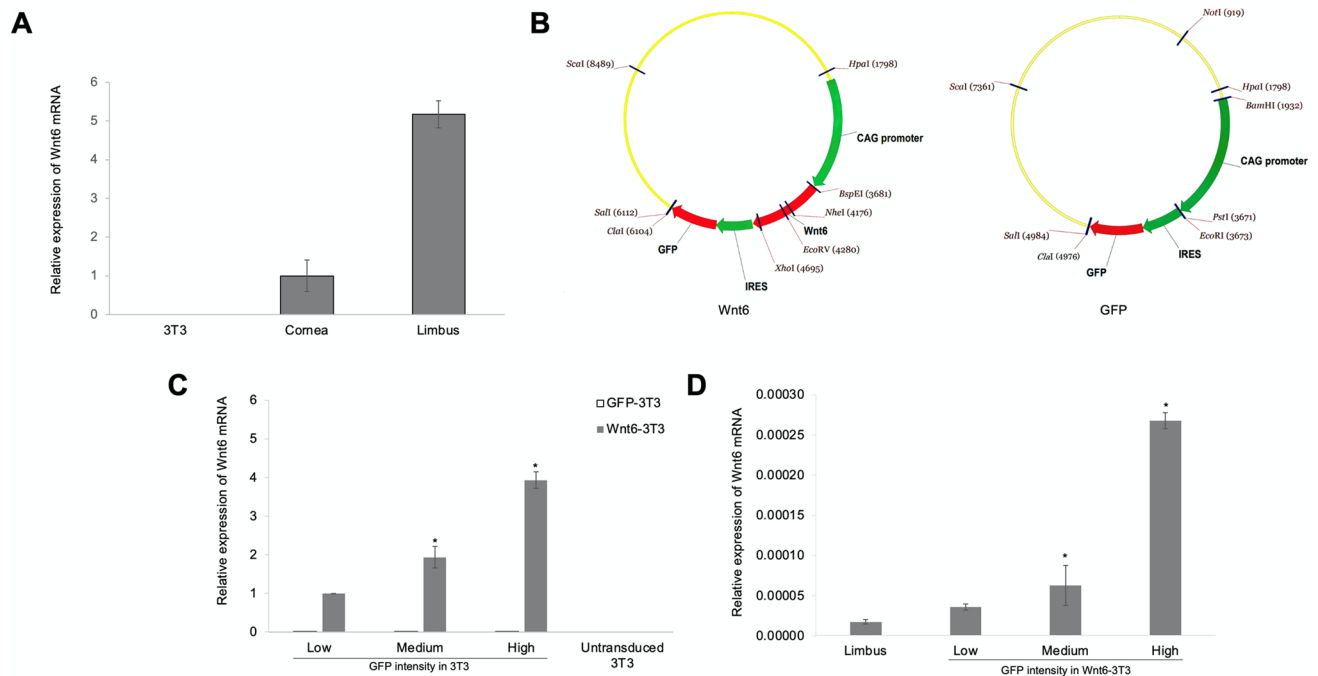 A
Relative expression of Wnt6 mRNA
6
5
4
3
2
1
0
3T3
Cornea
Limbus
B
ScaI (8489)
HpaI (1798)
CAG promoter
BspEI (3681)
NheI (4176)
Wnt6
EcoRV (4280)
XhoI (4695)
IRES
GFP
ClaI (6104)
SalI (6112)
Wnt6
NotI (919)
ScaI (7361)
HpaI (1798)
BamHI (1932)
CAG promoter
PstI (3671)
EcoRI (3673)
IRES
GFP
ClaI (4976)
SalI (4984)
GFP
C
Relative expression of Wnt6 mRNA
6
5
4
3
2
1
0
GFP-3T3
Wnt6-3T3
*
*
Low
Medium
High
Untransduced
3T3
GFP intensity in 3T3
D
Relative expression of Wnt6 mRNA
0.00030
0.00025
0.00020
0.00015
0.00010
0.00005
0.00000
*
*
Limbus
Low
Medium
High
GFP intensity in Wnt6-3T3